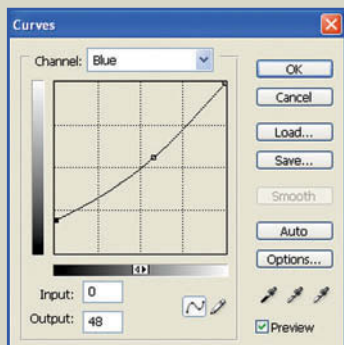 Curves
Channel: Blue
OK
Cancel
Load...
Save...
Smooth
Auto
Options...
Input: 0
Output: 48
Preview